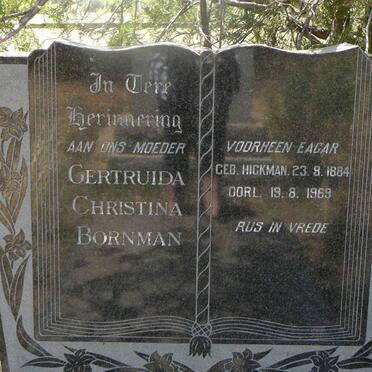 In Tere
Herinnering
AAN ONS MOEDER
GERTRUIDA
CHRISTINA
BORNMAN
VOORHEEN EAGAR
GEB. HICKMAN. 23. 9. 1884
OORL. 19. 8. 1969
RUS IN VREDE